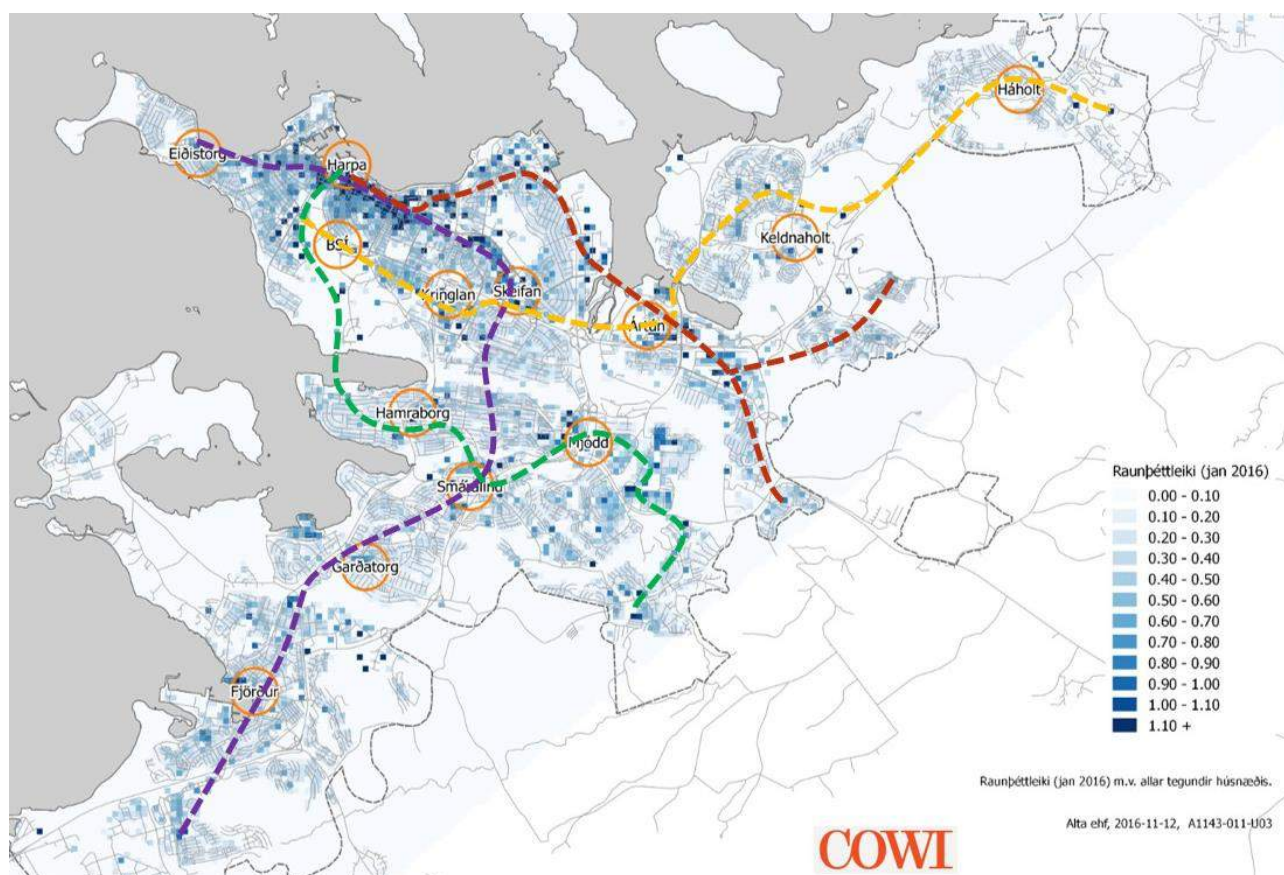 Háholt
Eiðistorg
Harpa
BSÍ
Keldnaholt
Kringlan
Skeifan
Ártún
Hamraborg
Mjódd
Smáralind
Garðatorg
Fjörður
Raunþéttleiki (jan 2016)
0.00 - 0.10
0.10 - 0.20
0.20 - 0.30
0.30 - 0.40
0.40 - 0.50
0.50 - 0.60
0.60 - 0.70
0.70 - 0.80
0.80 - 0.90
0.90 - 1.00
1.00 - 1.10
1.10 +
Raunþéttleiki (jan 2016) m.v. allar tegundir húsnæðis.
Alta ehf, 2016-11-12, A1143-011-U03
COWI